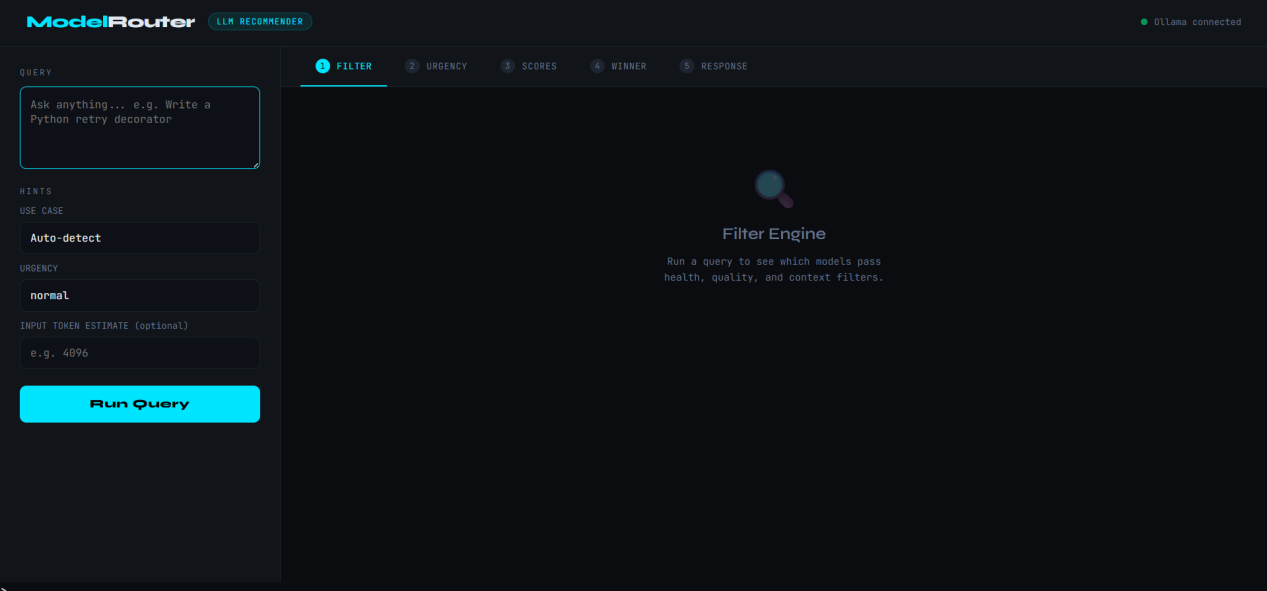 ModelRouter LLM RECOMMENDER
Ollama connected
QUERY
Ask anything... e.g. Write a
Python retry decorator
HINTS
USE CASE
Auto-detect
URGENCY
normal
INPUT TOKEN ESTIMATE (optional)
e.g. 4096
Run Query
1 FILTER 2 URGENCY 3 SCORES 4 WINNER 5 RESPONSE
Filter Engine
Run a query to see which models pass
health, quality, and context filters.
>